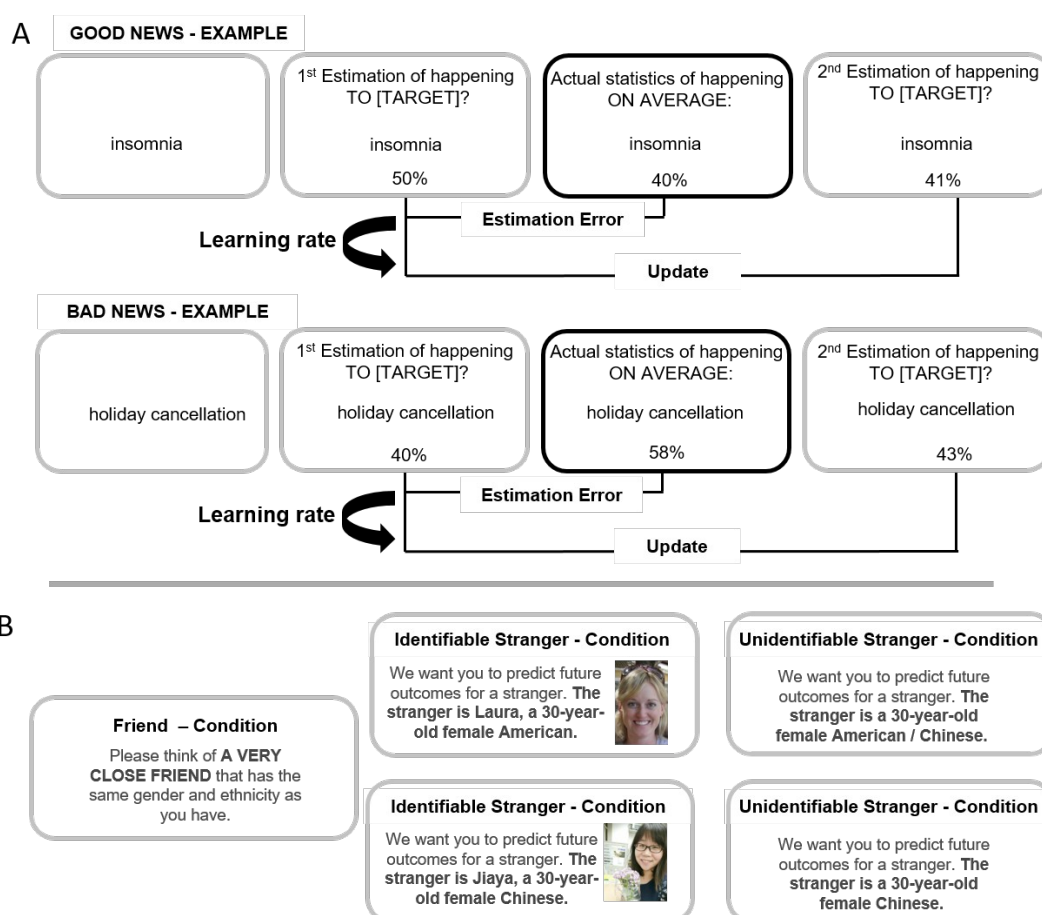 A
GOOD NEWS - EXAMPLE
insomnia
1st Estimation of happening
TO [TARGET]?
insomnia
50%
Actual statistics of happening
ON AVERAGE:
insomnia
40%
2nd Estimation of happening
TO [TARGET]?
insomnia
41%
Estimation Error
Learning rate
Update
BAD NEWS - EXAMPLE
holiday cancellation
1st Estimation of happening
TO [TARGET]?
holiday cancellation
40%
Actual statistics of happening
ON AVERAGE:
holiday cancellation
58%
2nd Estimation of happening
TO [TARGET]?
holiday cancellation
43%
Estimation Error
Learning rate
Update
B
Friend – Condition
Please think of A VERY
CLOSE FRIEND that has the
same gender and ethnicity as
you have.
Identifiable Stranger - Condition
We want you to predict future
outcomes for a stranger. The
stranger is Laura, a 30-year-
old female American.
Unidentifiable Stranger - Condition
We want you to predict future
outcomes for a stranger. The
stranger is a 30-year-old
female American / Chinese.
Identifiable Stranger - Condition
We want you to predict future
outcomes for a stranger. The
stranger is Jiaya, a 30-year-
old female Chinese.
Unidentifiable Stranger - Condition
We want you to predict future
outcomes for a stranger. The
stranger is a 30-year-old
female Chinese.